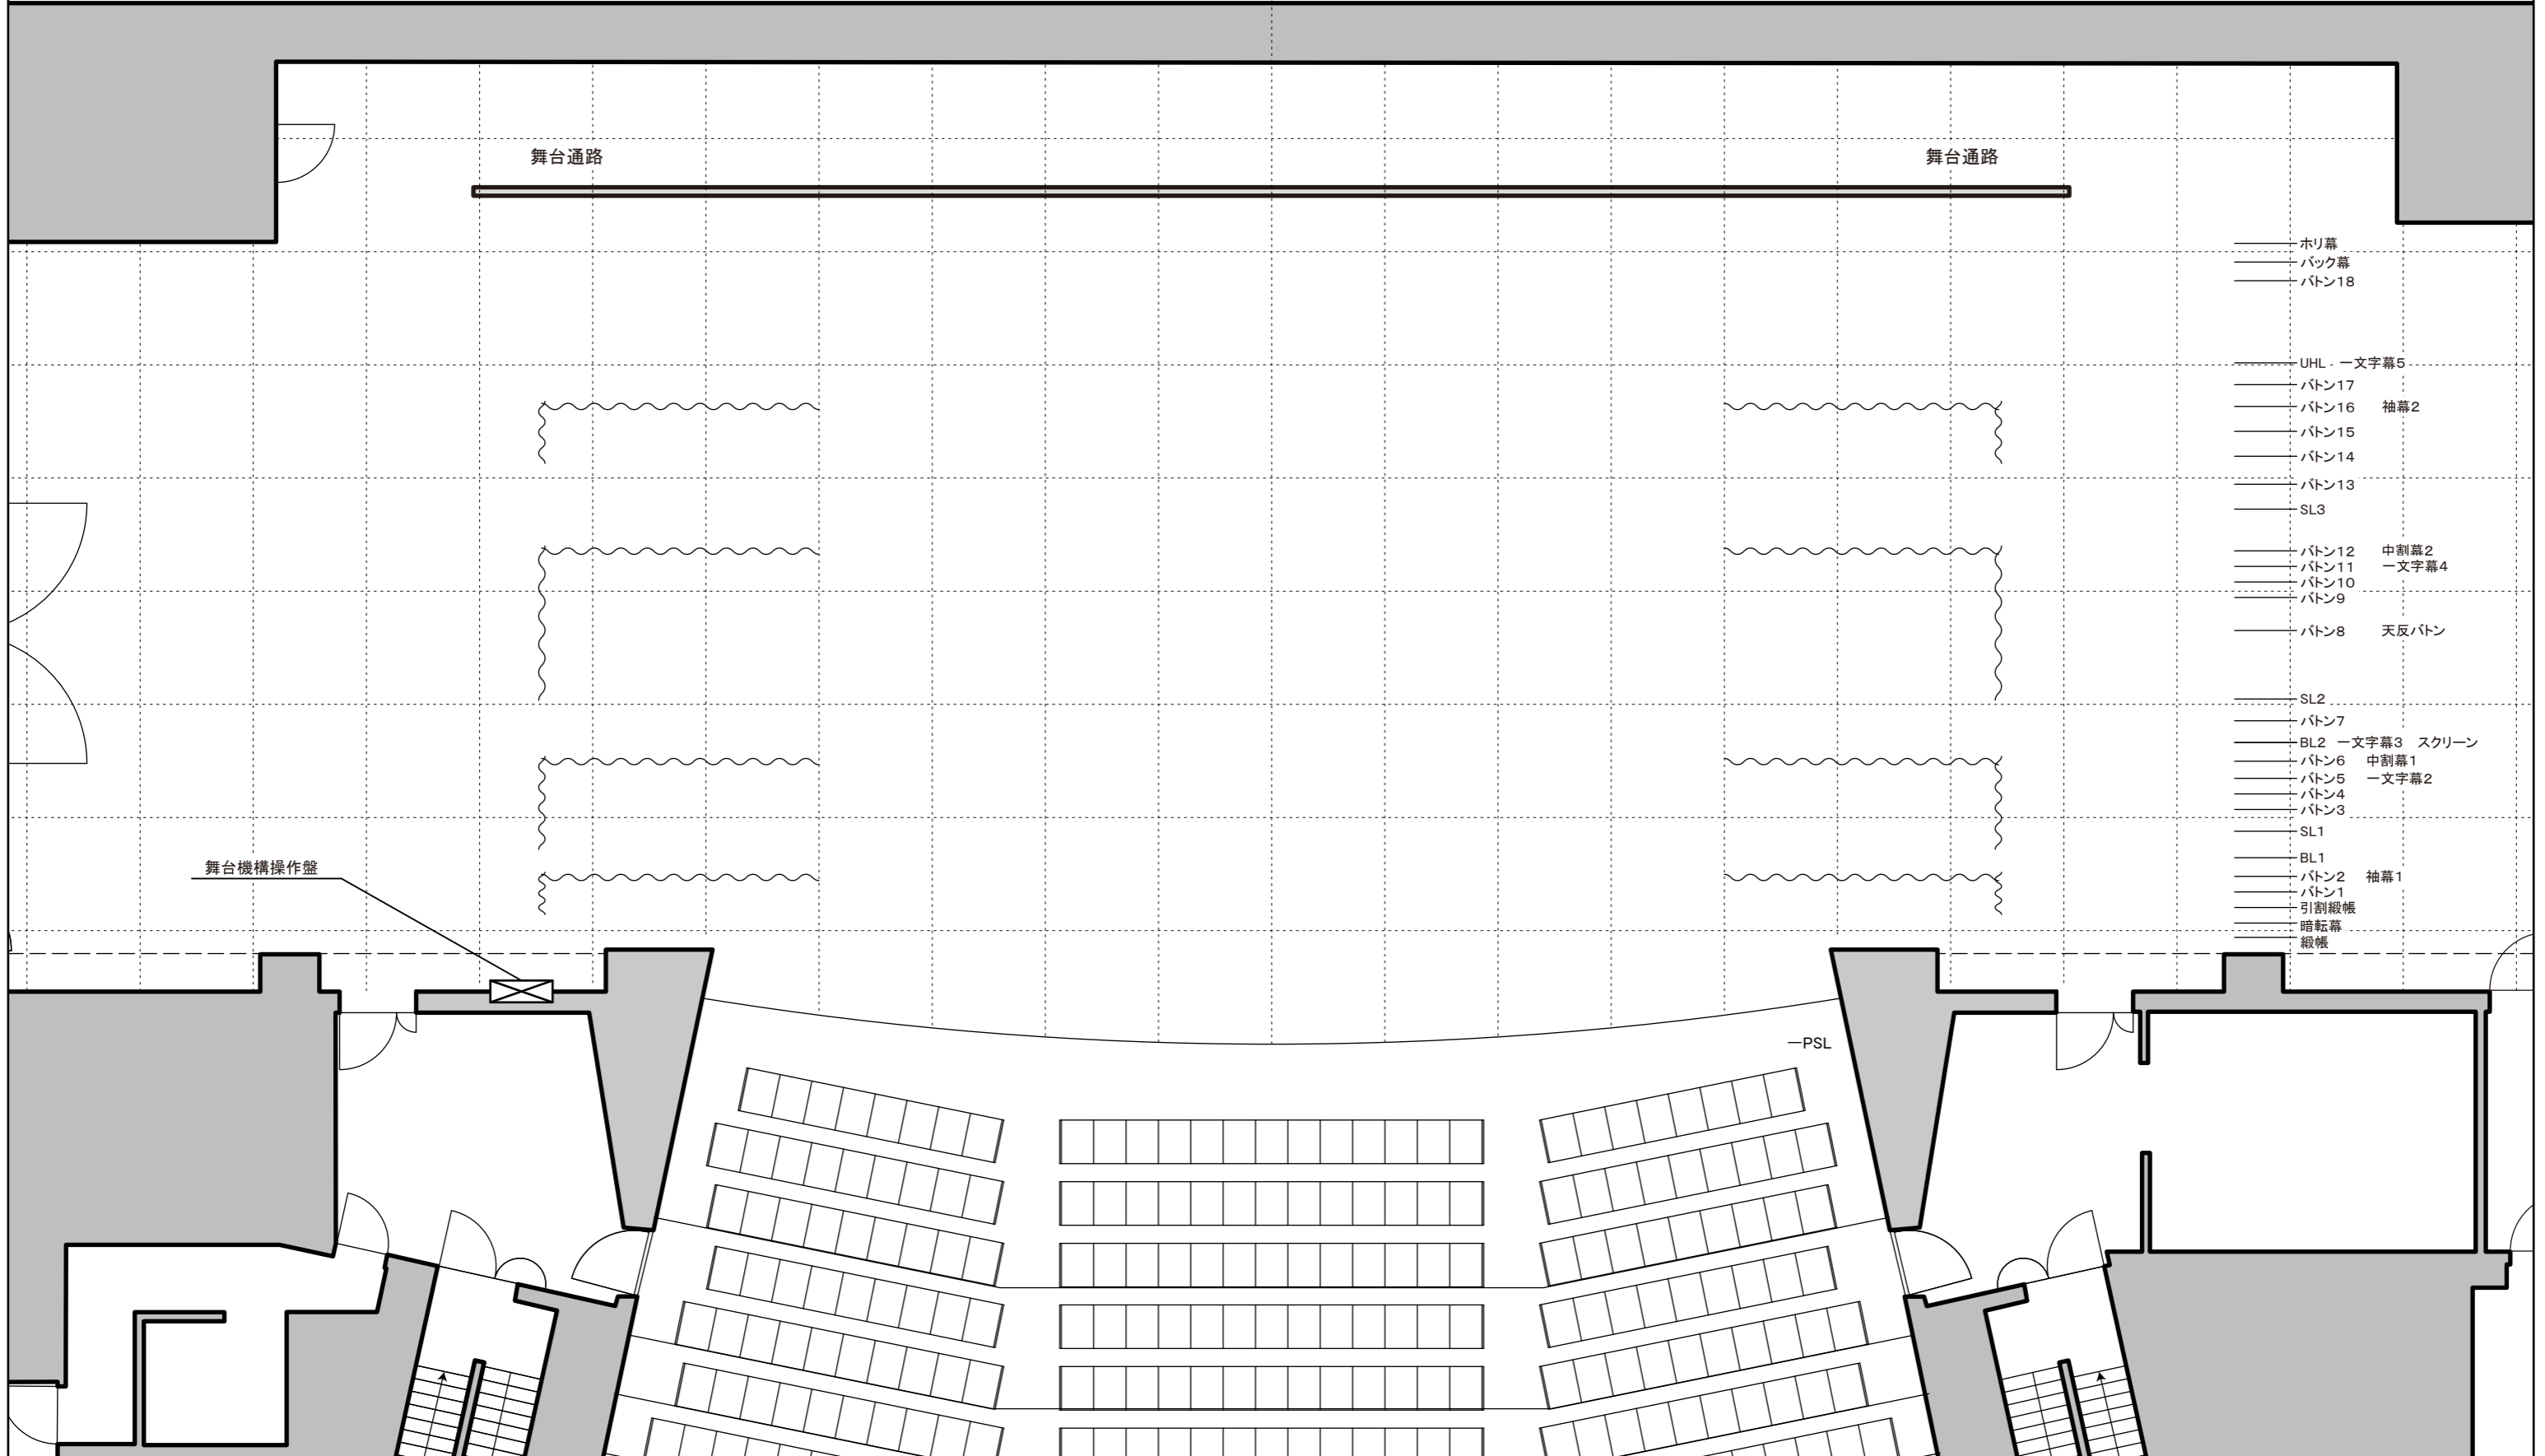 舞台通路
舞台通路
ホリ幕
バック幕
バトン18
UHL 一文字幕5
バトン17
バトン16 袖幕2
バトン15
バトン14
バトン13
SL3
バトン12 中割幕2
バトン11 一文字幕4
バトン10
バトン9
バトン8 天反バトン
SL2
バトン7
BL2 一文字幕3 スクリーン
バトン6 中割幕1
バトン5 一文字幕2
バトン4
バトン3
SL1
BL1
バトン2 袖幕1
バトン1
引割緞帳
暗転幕
緞帳
舞台機構操作盤
PSL